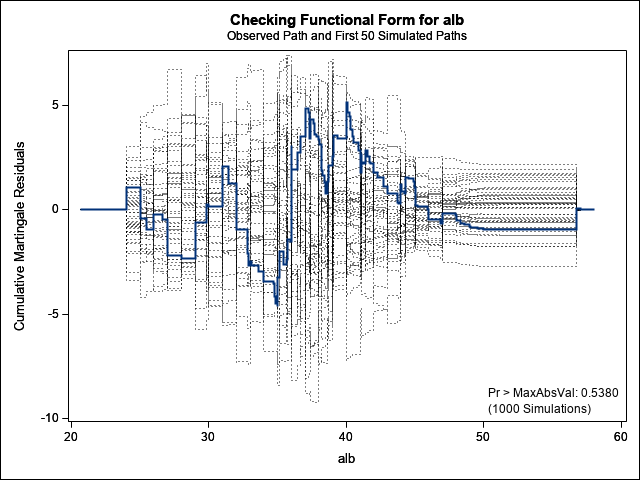 Checking Functional Form for alb
Observed Path and First 50 Simulated Paths
Cumulative Martingale Residuals
5
0
-5
-10
Pr > MaxAbsVal: 0.5380
(1000 Simulations)
20 30 40 50 60
alb